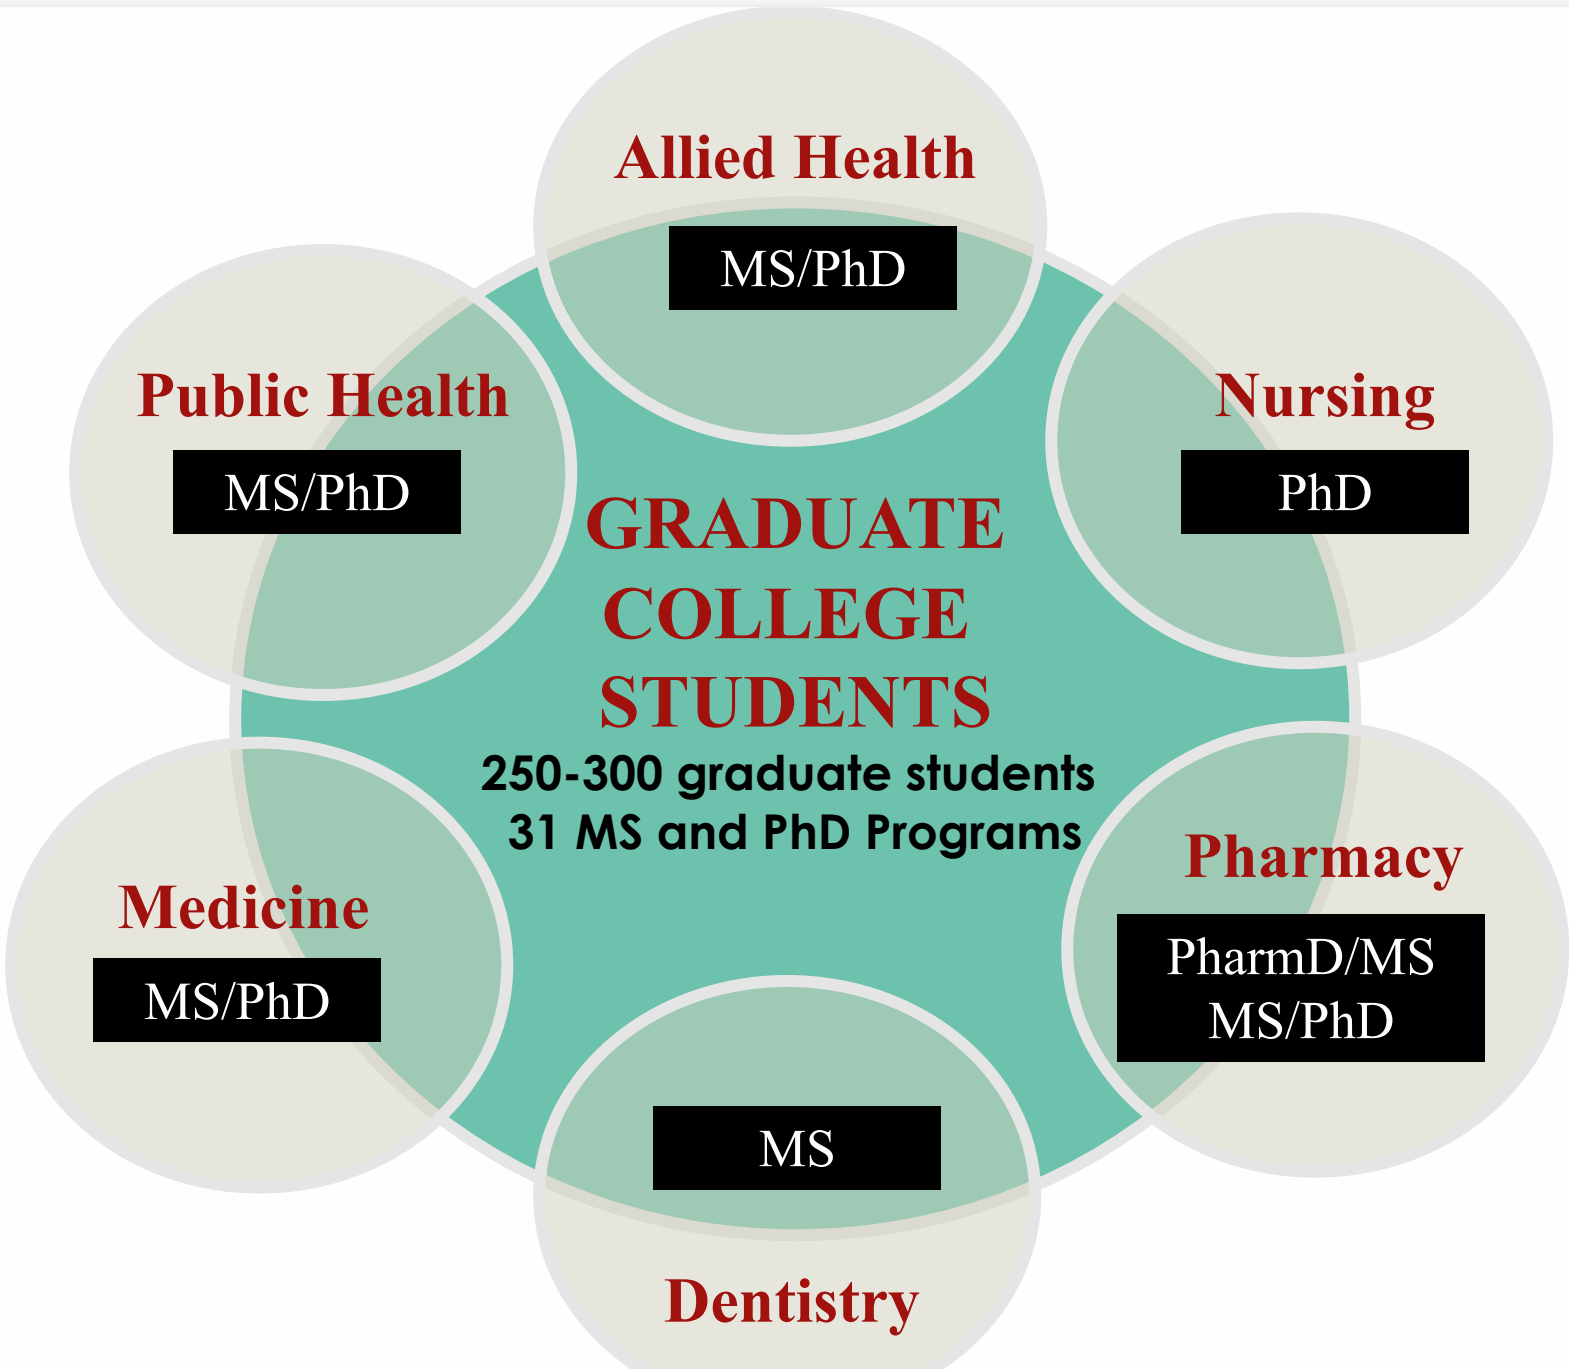 Allied Health
MS/PhD
Public Health
MS/PhD
Nursing
PhD
GRADUATE
COLLEGE
STUDENTS
250-300 graduate students
31 MS and PhD Programs
Medicine
MS/PhD
Pharmacy
PharmD/MS
MS/PhD
MS
Dentistry